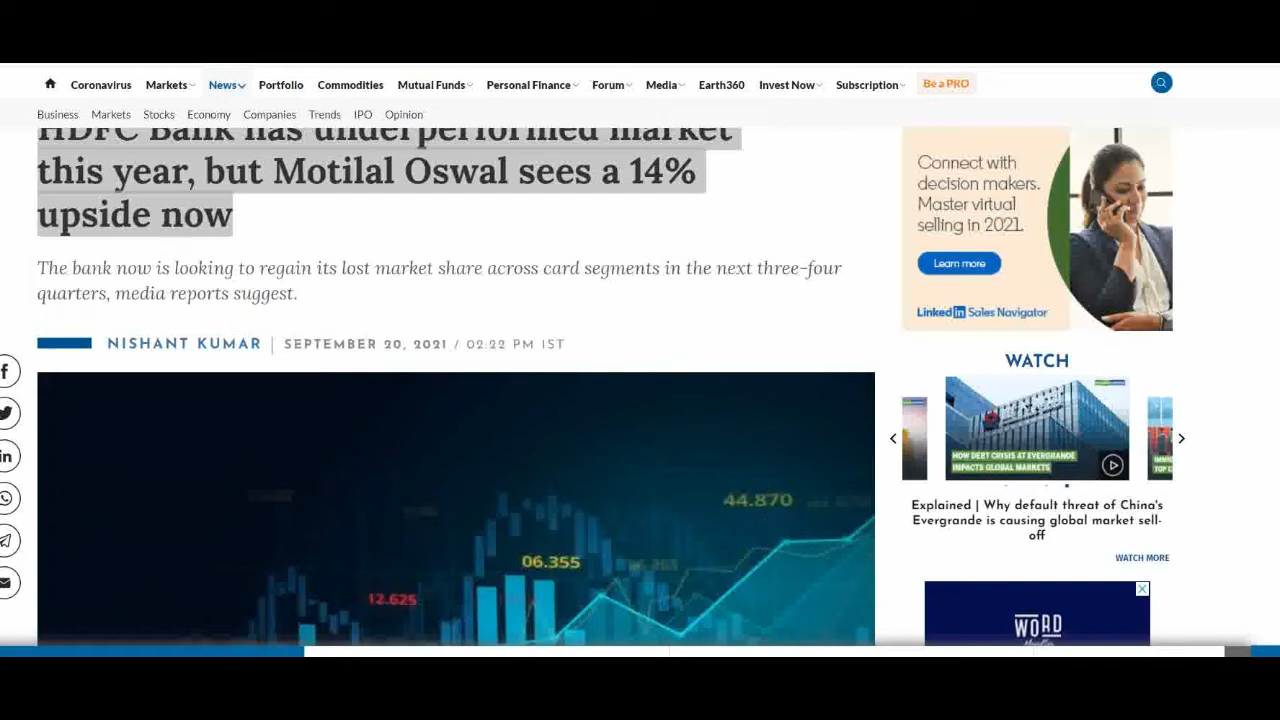 Coronavirus Markets News Portfolio Commodities Mutual Funds Personal Finance Forum Media Earth360 Invest Now Subscription Be a PRO
Business Markets Stocks Economy Companies Trends IPO Opinion
HDFC Bank has underperformed market
this year, but Motilal Oswal sees a 14%
upside now
The bank now is looking to regain its lost market share across card segments in the next three-four
quarters, media reports suggest.
NISHANT KUMAR | SEPTEMBER 20, 2021 / 02:22 PM IST
44.870
06.355
12.625
Connect with
decision makers.
Master virtual
selling in 2021.
Learn more
Linked in Sales Navigator
WATCH
HOW DEBT CRISIS AT EVERGRANDE
IMPACTS GLOBAL MARKETS
Explained | Why default threat of China's
Evergrande is causing global market sell-
off
WATCH MORE
WORD